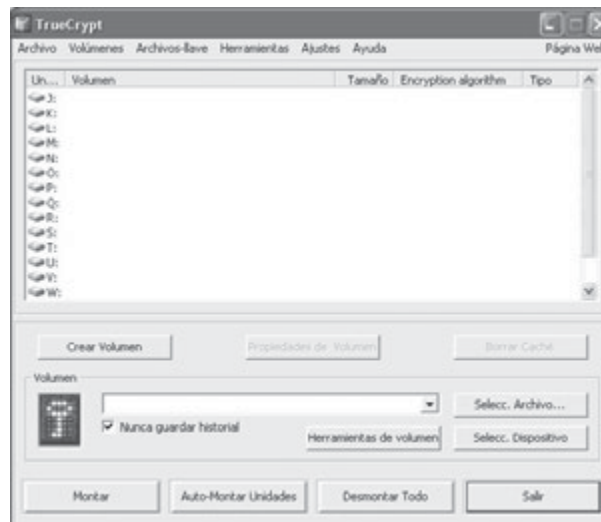 TrueCrypt
Archivo Volúmenes Archivos-llave Herramientas Ajustes Ayuda Página Web
Un... Volumen Tamaño Encryption algorithm Tipo
J:
K:
L:
M:
N:
O:
P:
Q:
R:
S:
T:
U:
V:
W:
Crear Volumen Propiedades de Volumen Borrar Caché
Volumen
Selecc. Archivo...
Nunca guardar historial
Herramientas de volumen Selecc. Dispositivo
Montar Auto-Montar Unidades Desmontar Todo Salir